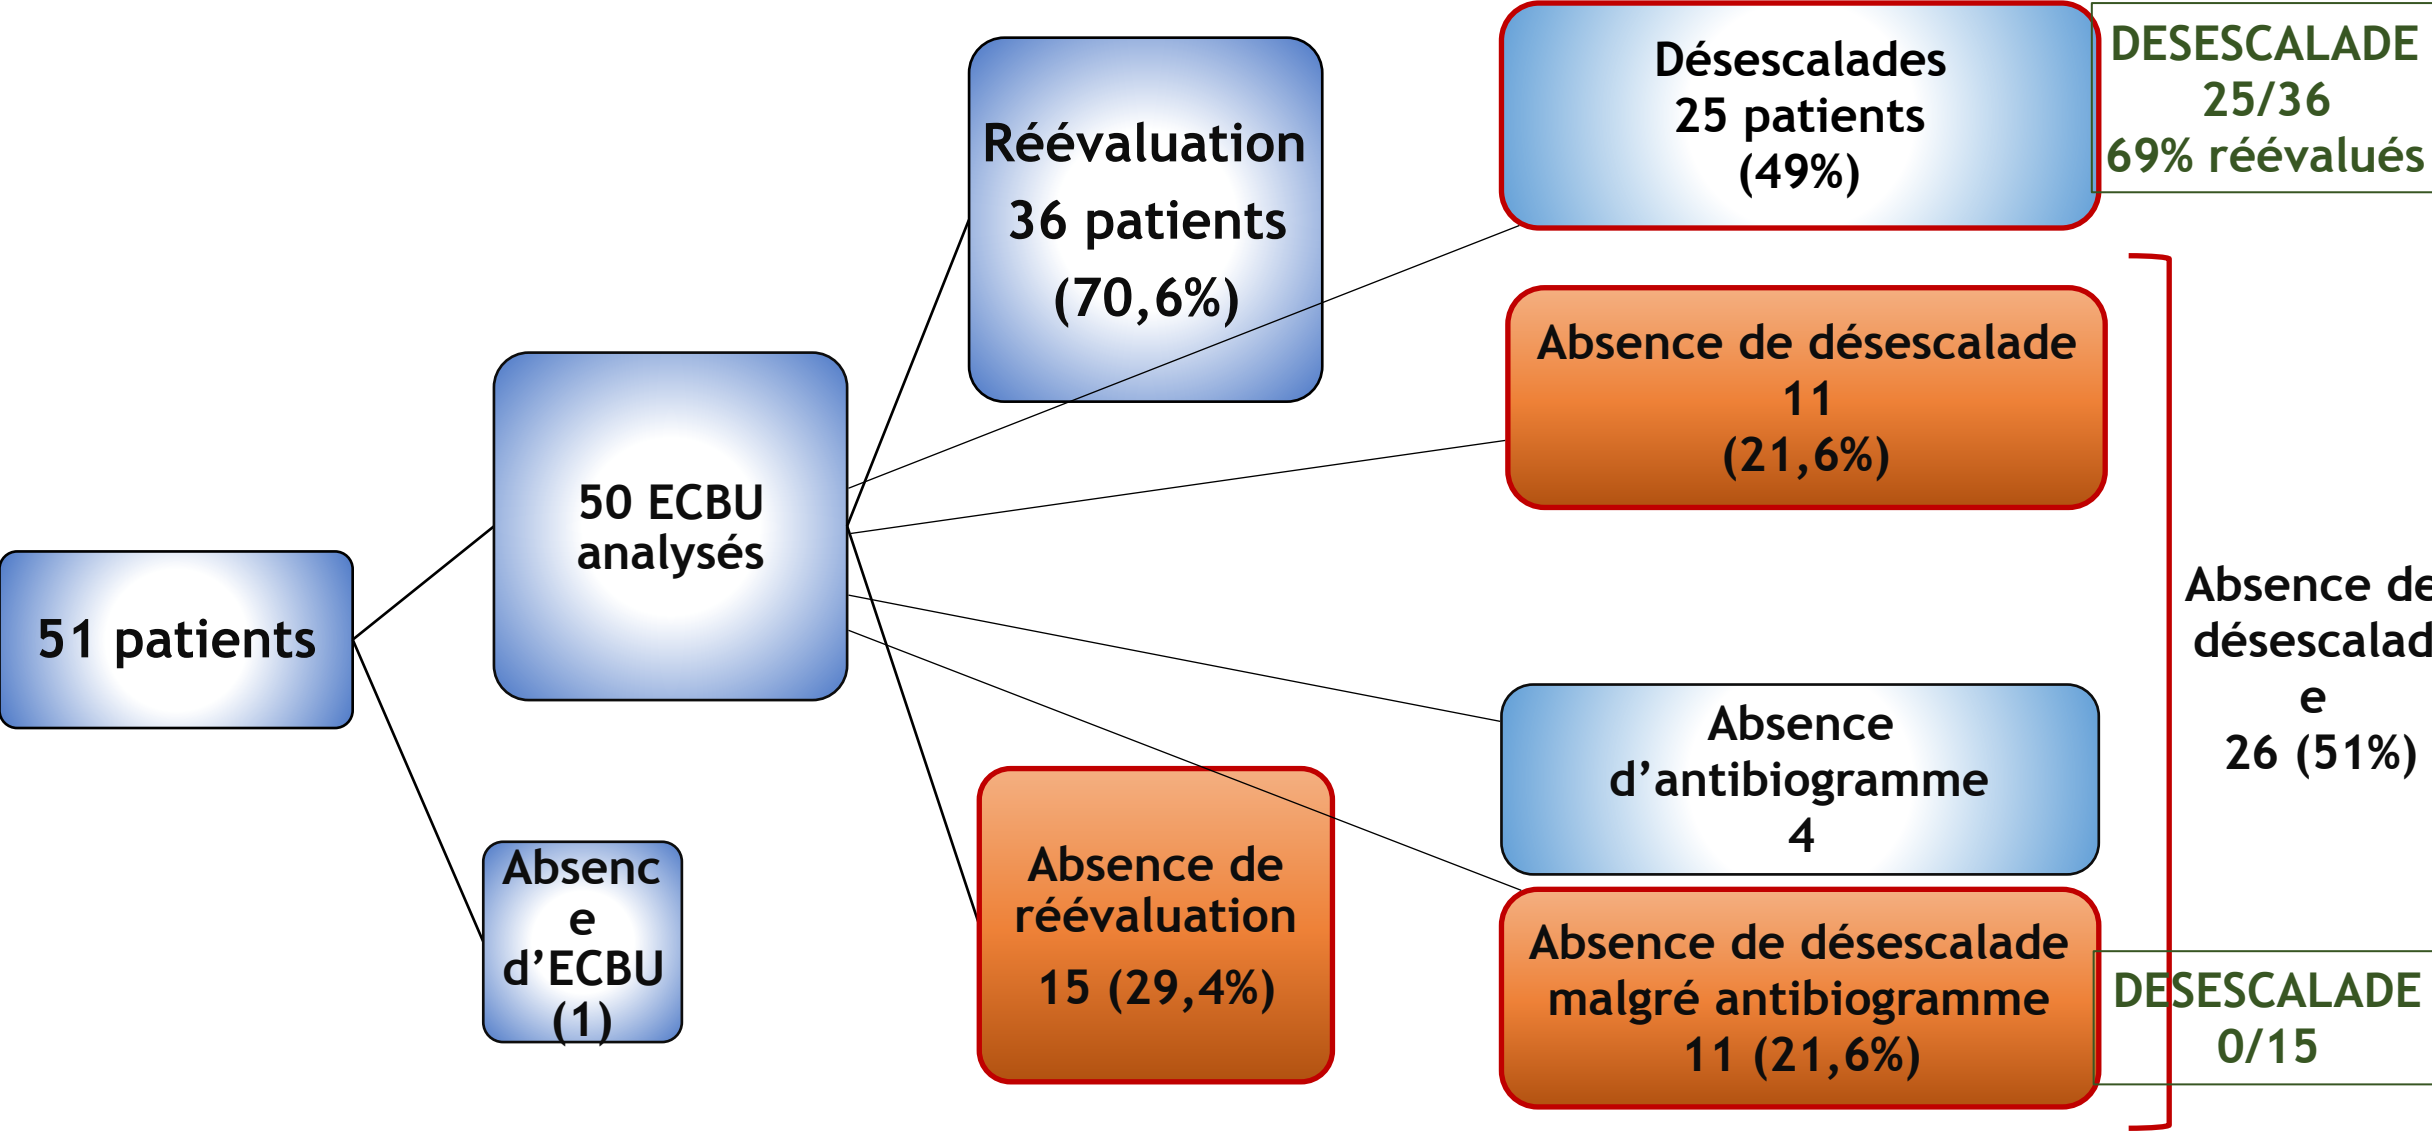 51 patients
50 ECBU
analysés
Absenc
e
d’ECBU
(1)
Réévaluation
36 patients
(70,6%)
Absence de
réévaluation
15 (29,4%)
Désescalades
25 patients
(49%)
DESESCALADE
25/36
69% réévalués
Absence de désescalade
11
(21,6%)
Absence
d’antibiogramme
4
Absence de désescalade
malgré antibiogramme
11 (21,6%)
Absence de
désescalad
e
26 (51%)
DESESCALADE
0/15